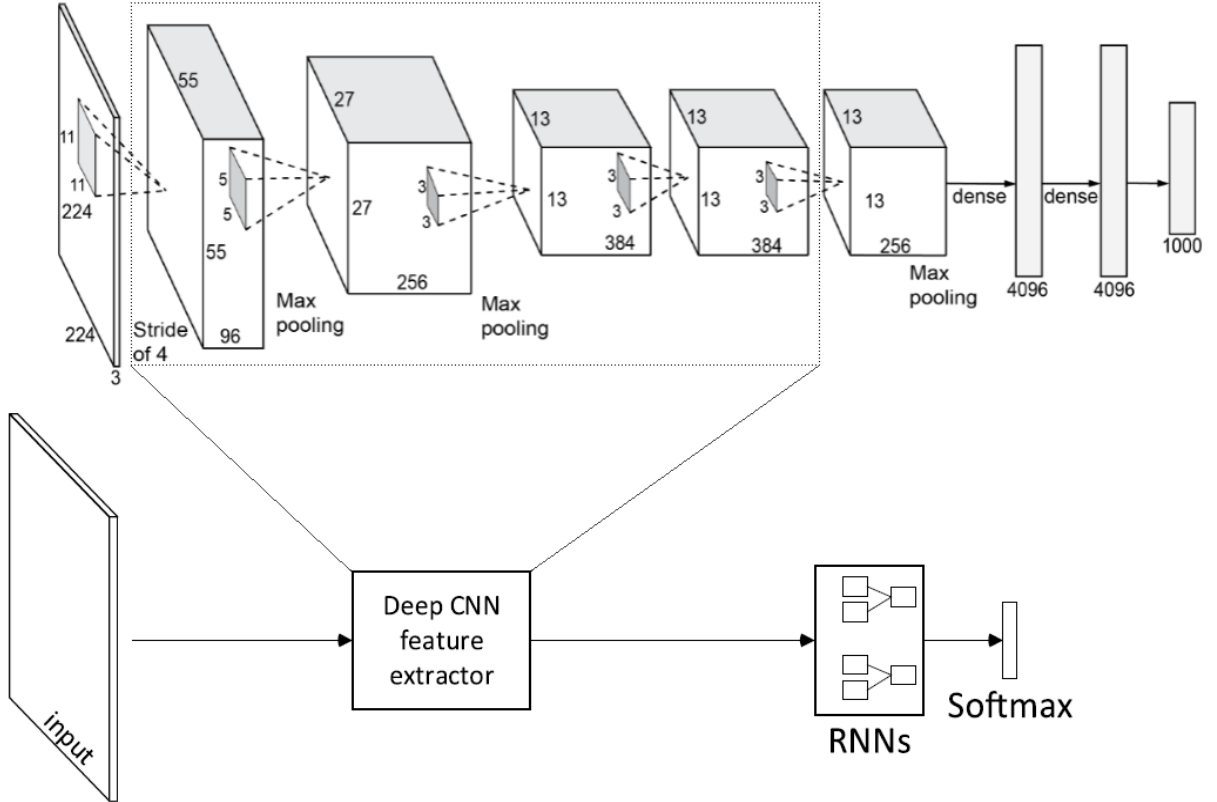 11
11
224
224
3
Stride
of 4
55
55
96
5
5
Max
pooling
27
27
256
3
3
Max
pooling
13
13
384
3
3
13
13
384
3
3
13
13
256
Max
pooling
dense
4096
dense
4096
1000
input
Deep CNN
feature
extractor
RNNs
Softmax